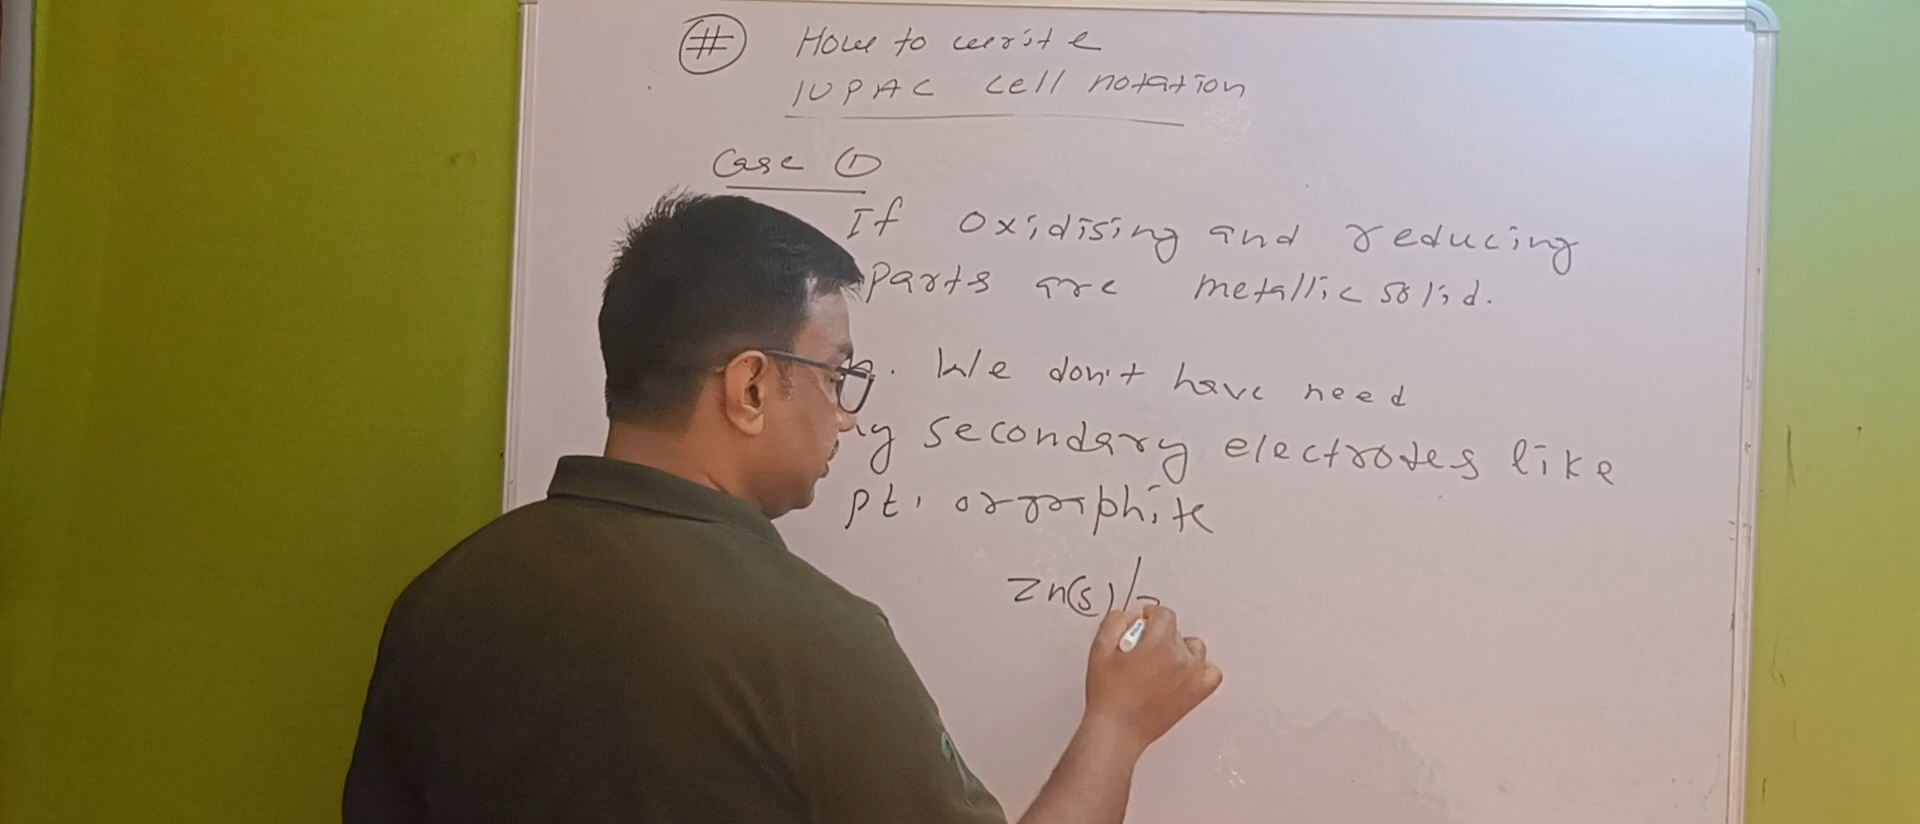 # How to write
IUPAC cell notation
Case ①
If oxidising and reducing
parts are metallic solid.
We don't have need
secondary electrodes like
pt. or graphite
Zn(s)/